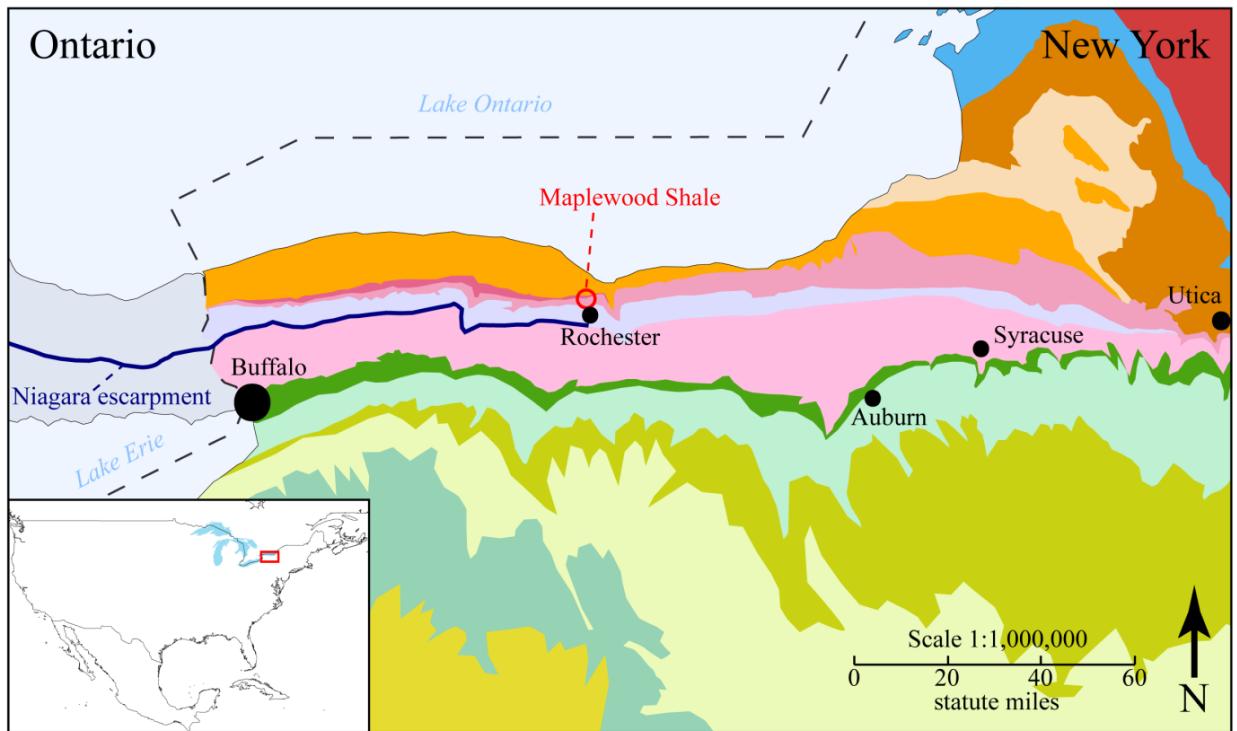 Ontario
New York
Lake Ontario
Maplewood Shale
Utica
Rochester
Syracuse
Buffalo
Niagara escarpment
Auburn
Lake Erie
Scale 1:1,000,000
0 20 40 60
statute miles
N